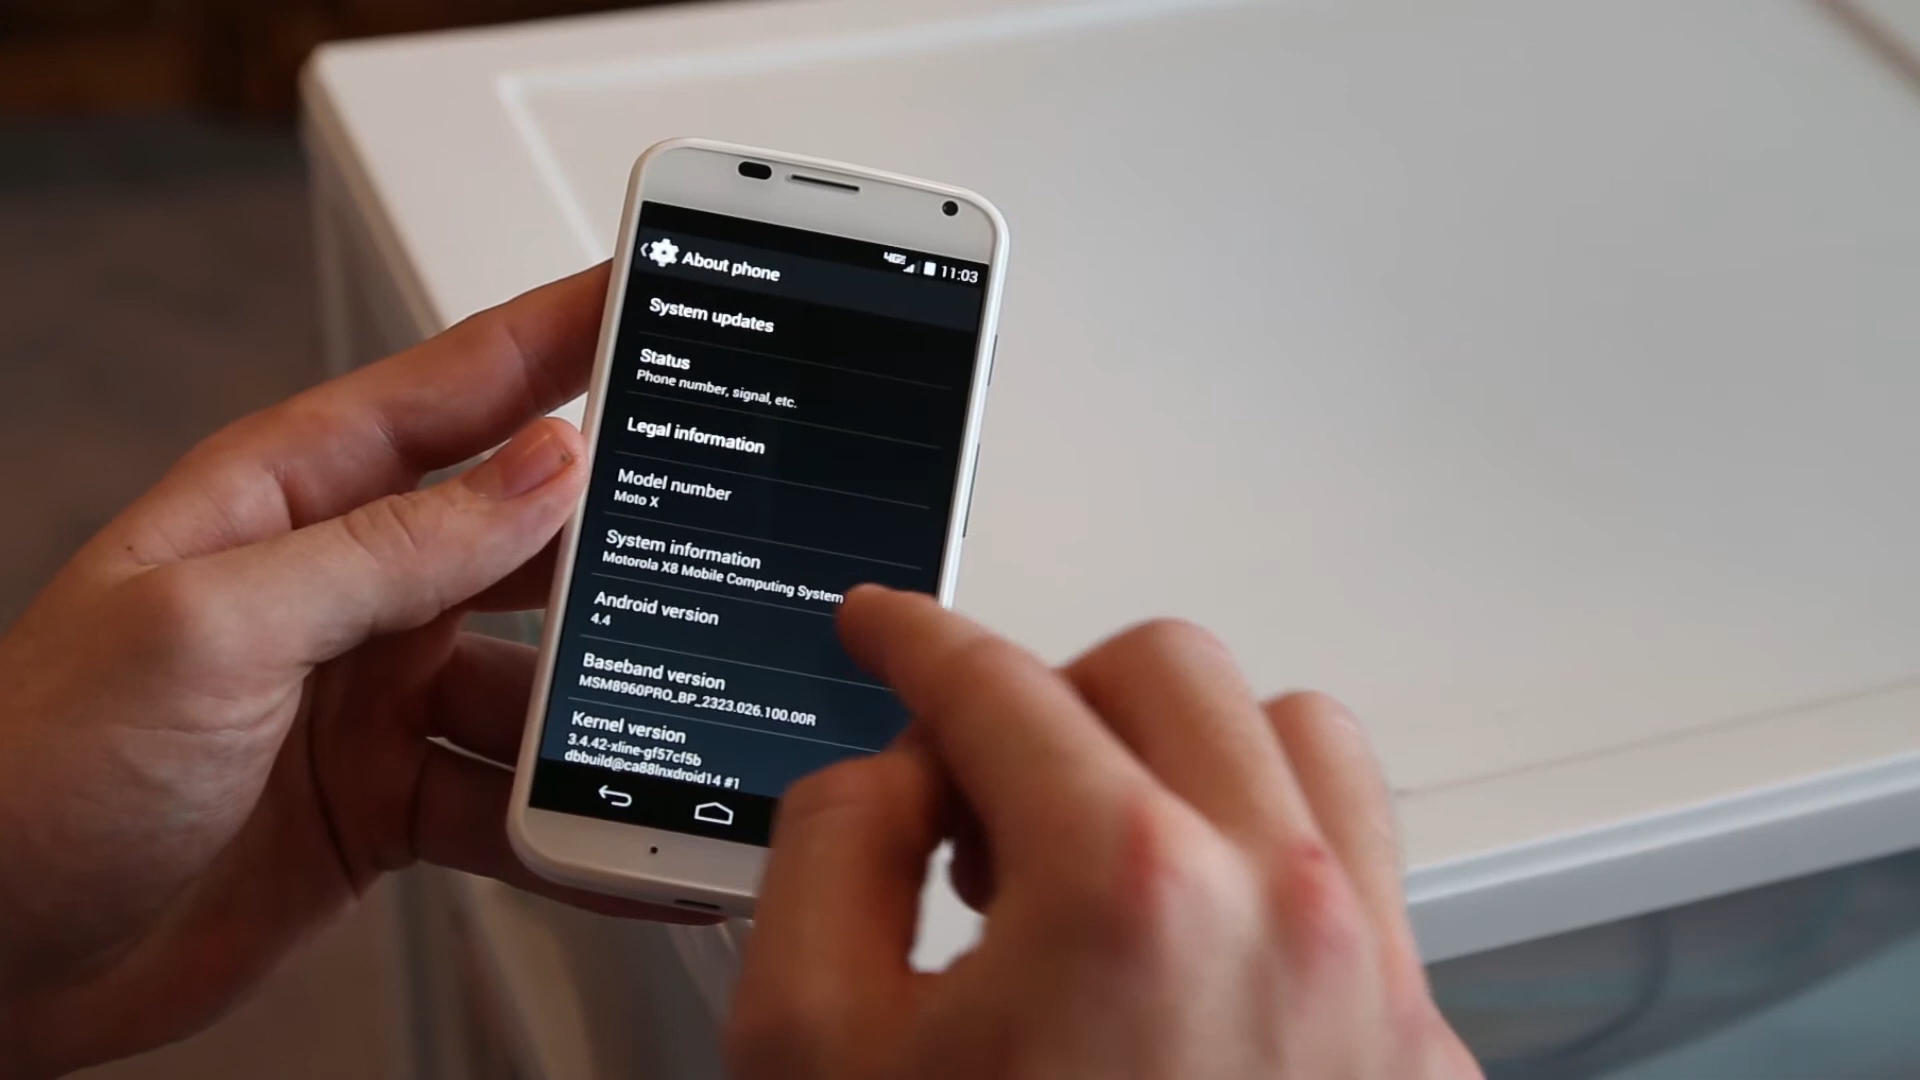 4G
11:03
About phone
System updates
Status
Phone number, signal, etc.
Legal information
Model number
Moto X
System information
Motorola X8 Mobile Computing System
Android version
4.4
Baseband version
MSM8960PRO_BP_2323.026.100.00R
Kernel version
3.4.42-xline-gf57cf5b
dbbuild@ca88lnxdroid14 #1